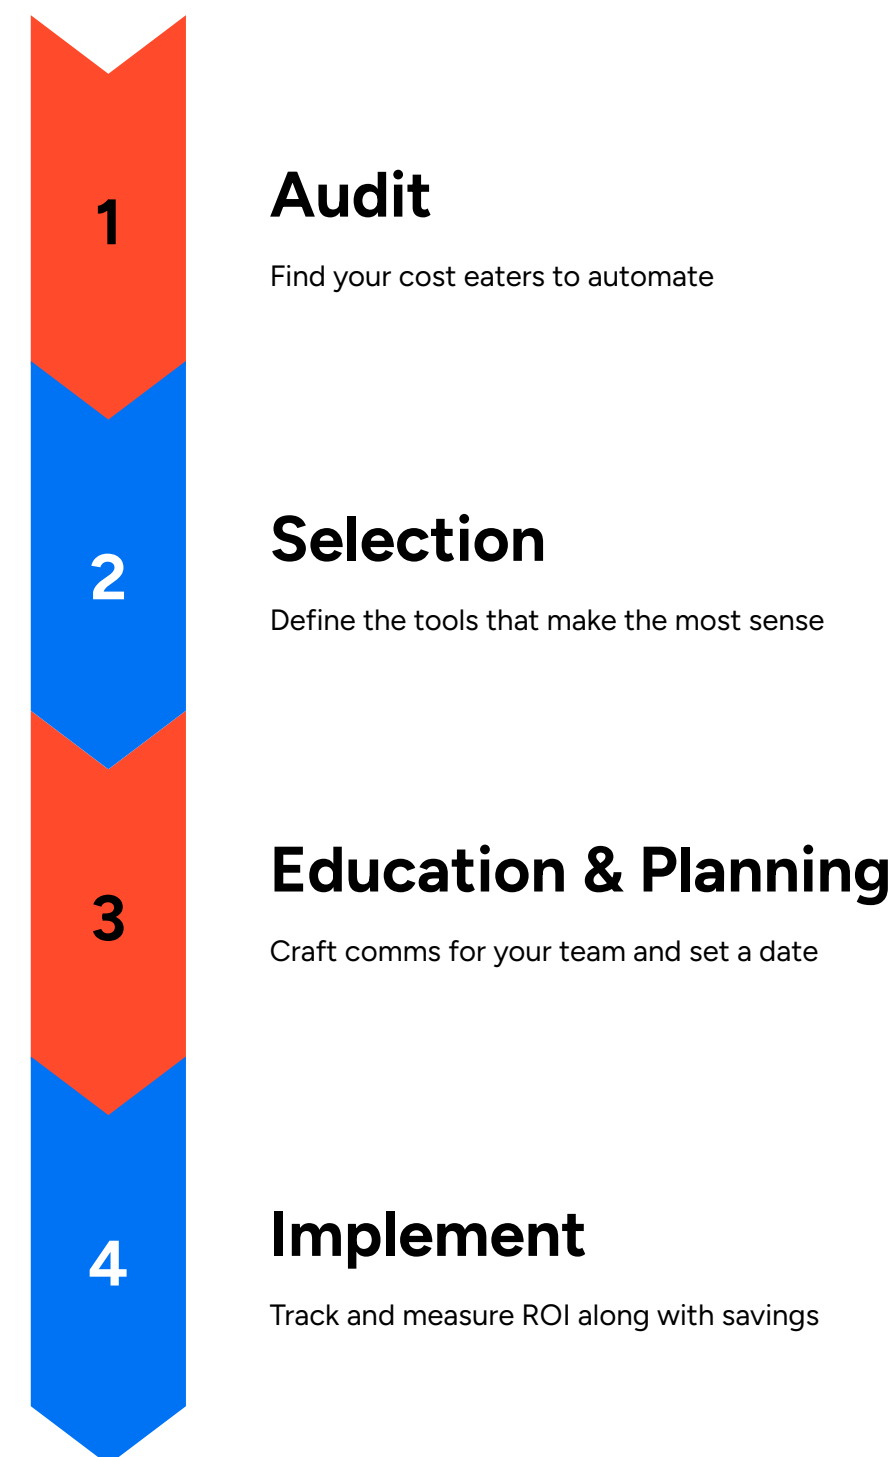 1
Audit
Find your cost eaters to automate
2
Selection
Define the tools that make the most sense
3
Education & Planning
Craft comms for your team and set a date
4
Implement
Track and measure ROI along with savings